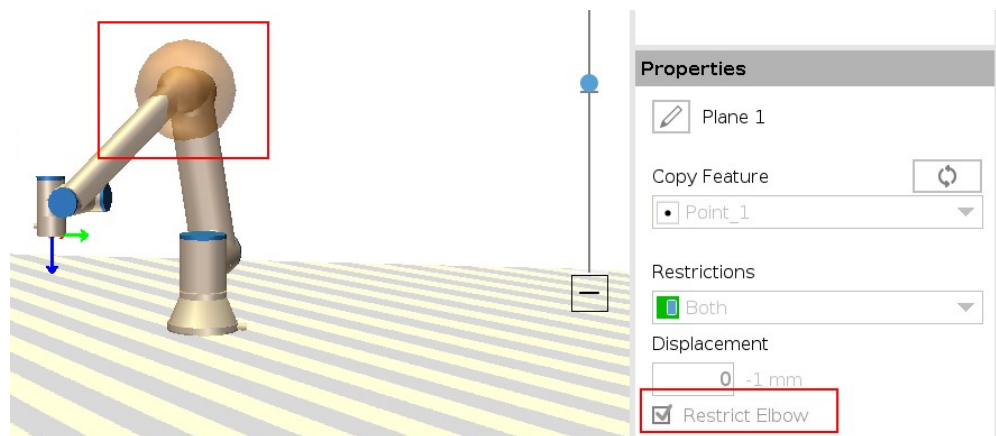 Properties
Plane 1
Copy Feature
Point_1
Restrictions
Both
Displacement
0 -1 mm
Restrict Elbow